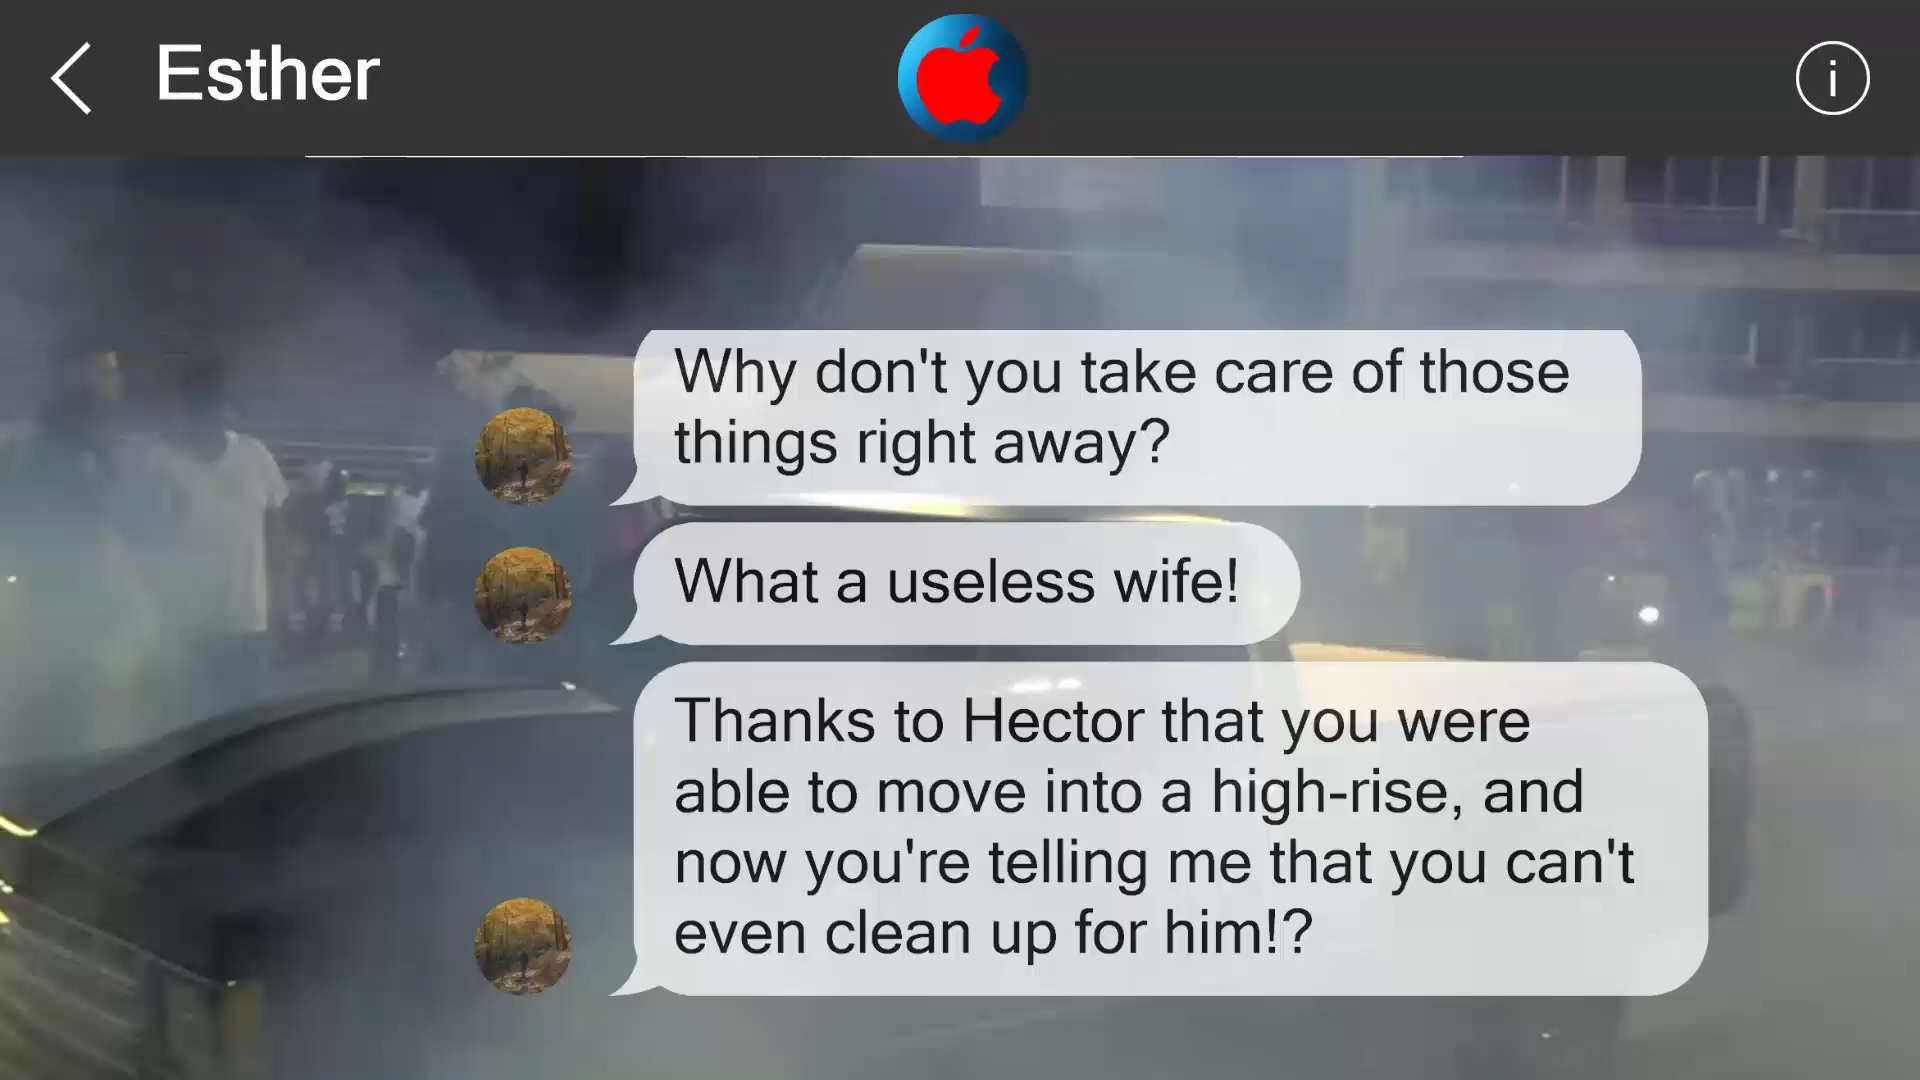 Esther
i
Why don't you take care of those
things right away?
What a useless wife!
Thanks to Hector that you were
able to move into a high-rise, and
now you're telling me that you can't
even clean up for him!?